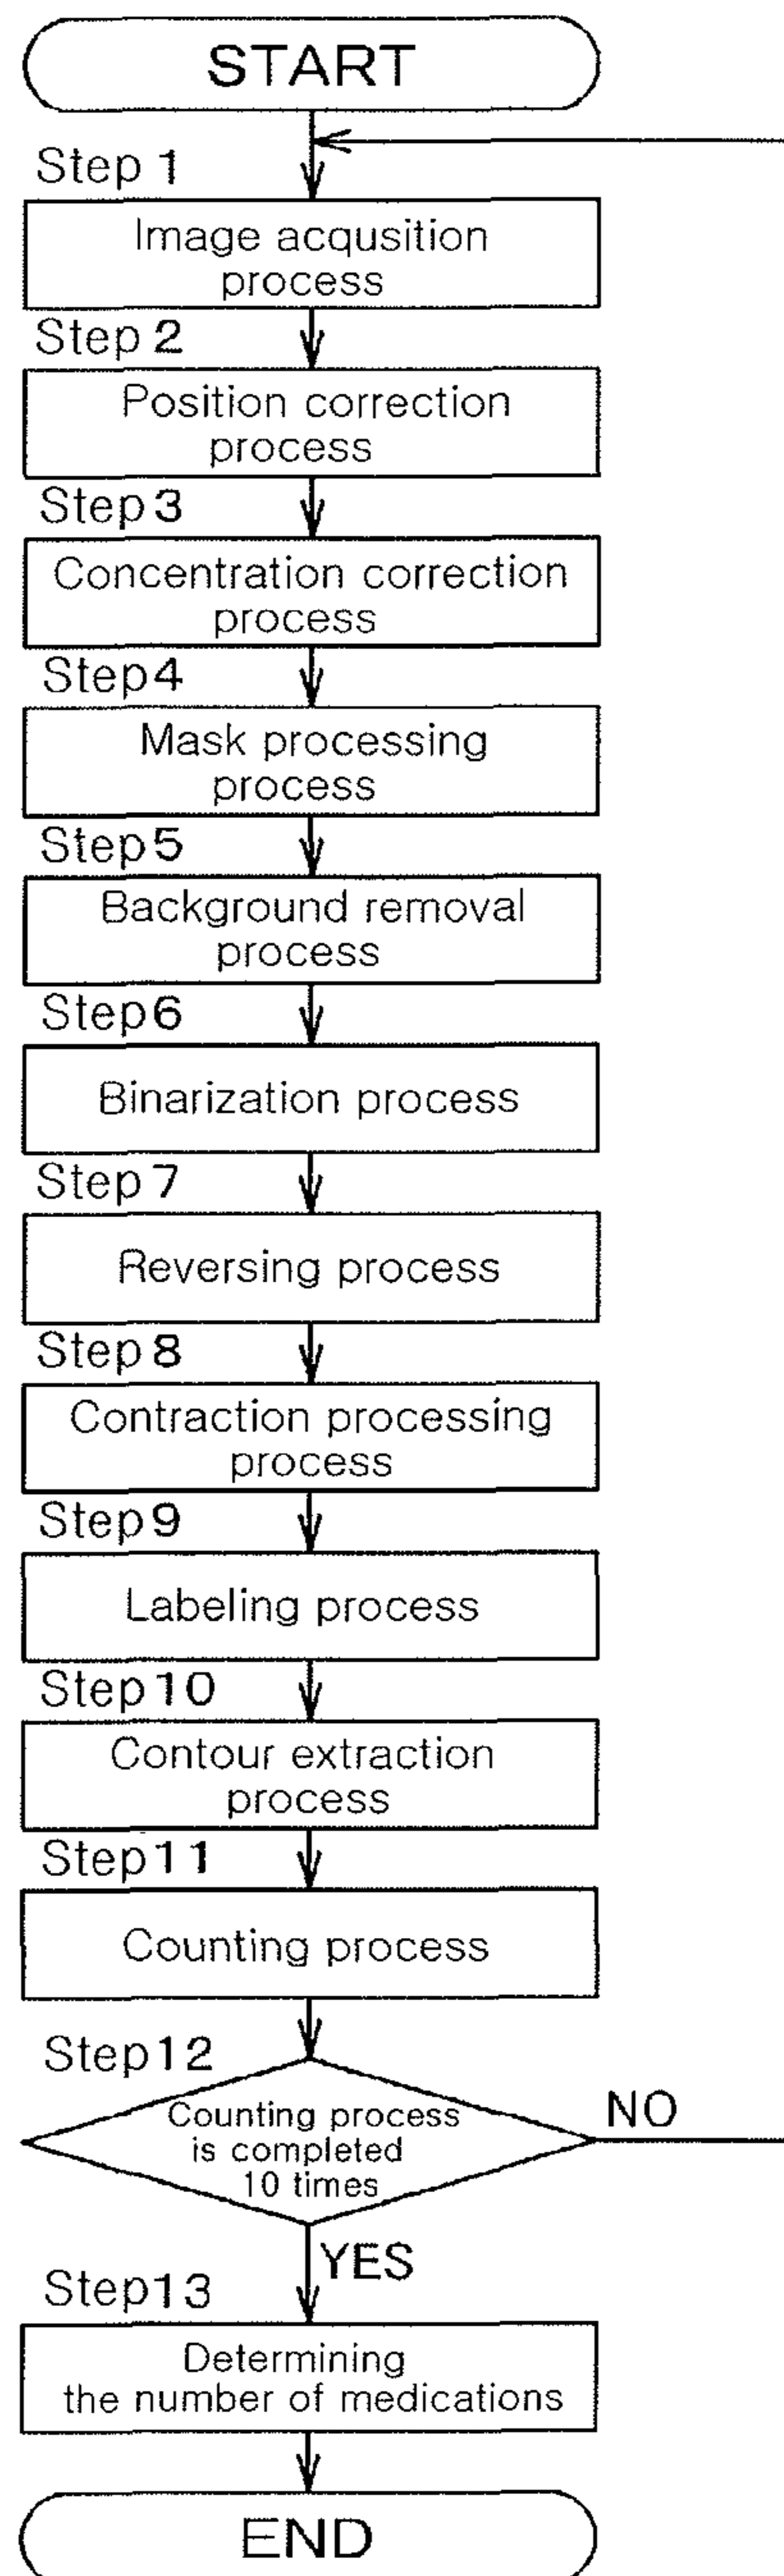 START
Step 1
Image acqusition
process
Step 2
Position correction
process
Step 3
Concentration correction
process
Step 4
Mask processing
process
Step 5
Background removal
process
Step 6
Binarization process
Step 7
Reversing process
Step 8
Contraction processing
process
Step 9
Labeling process
Step 10
Contour extraction
process
Step 11
Counting process
Step 12
Counting process
is completed
10 times
NO
YES
Step 13
Determining
the number of medications
END